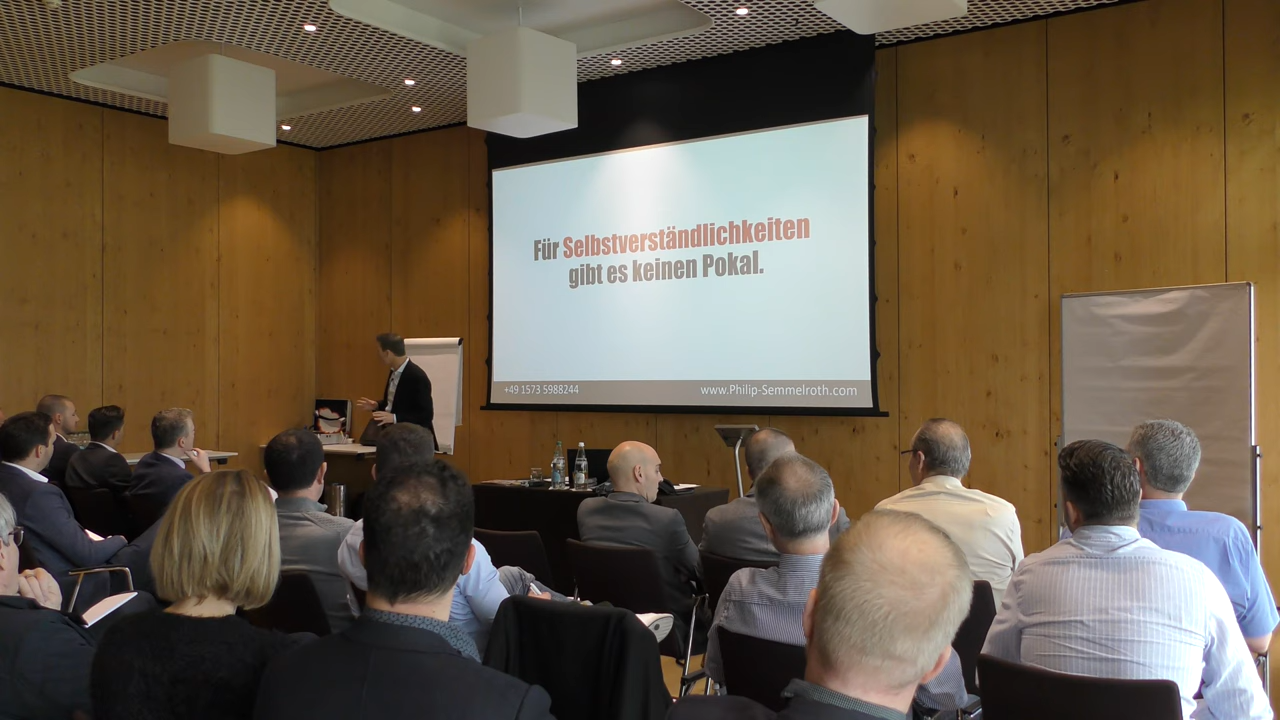 Für Selbstverständlichkeiten
gibt es keinen Pokal.
+49 1573 5988244
www.Philip-Semmelroth.com